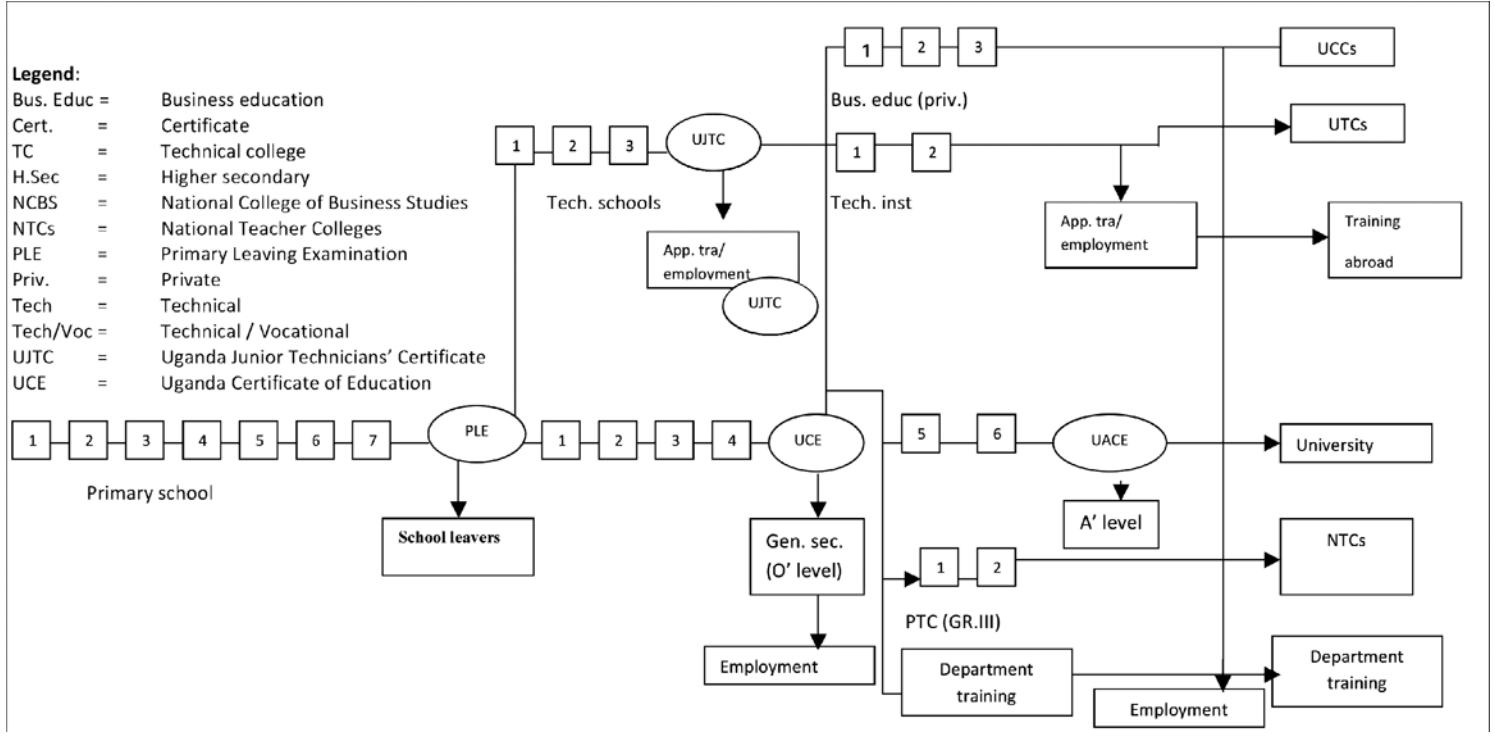 Legend:
Bus. Educ = Business education
Cert. = Certificate
TC = Technical college
H.Sec = Higher secondary
NCBS = National College of Business Studies
NTCs = National Teacher Colleges
PLE = Primary Leaving Examination
Priv. = Private
Tech = Technical
Tech/Voc = Technical / Vocational
UJTC = Uganda Junior Technicians’ Certificate
UCE = Uganda Certificate of Education
1 2 3 UCCs
Bus. educ (priv.)
UTCs
1 2 3 UJTC 1 2
Tech. schools
Tech. inst
App. tra/
employment
UJTC
App. tra/
employment
Training
abroad
1 2 3 4 5 6 7 PLE 1 2 3 4 UCE 5 6 UACE University
Primary school
School leavers
Gen. sec.
(O’ level)
A’ level
1 2 NTCs
PTC (GR.III)
Employment
Department
training
Department
training
Employment